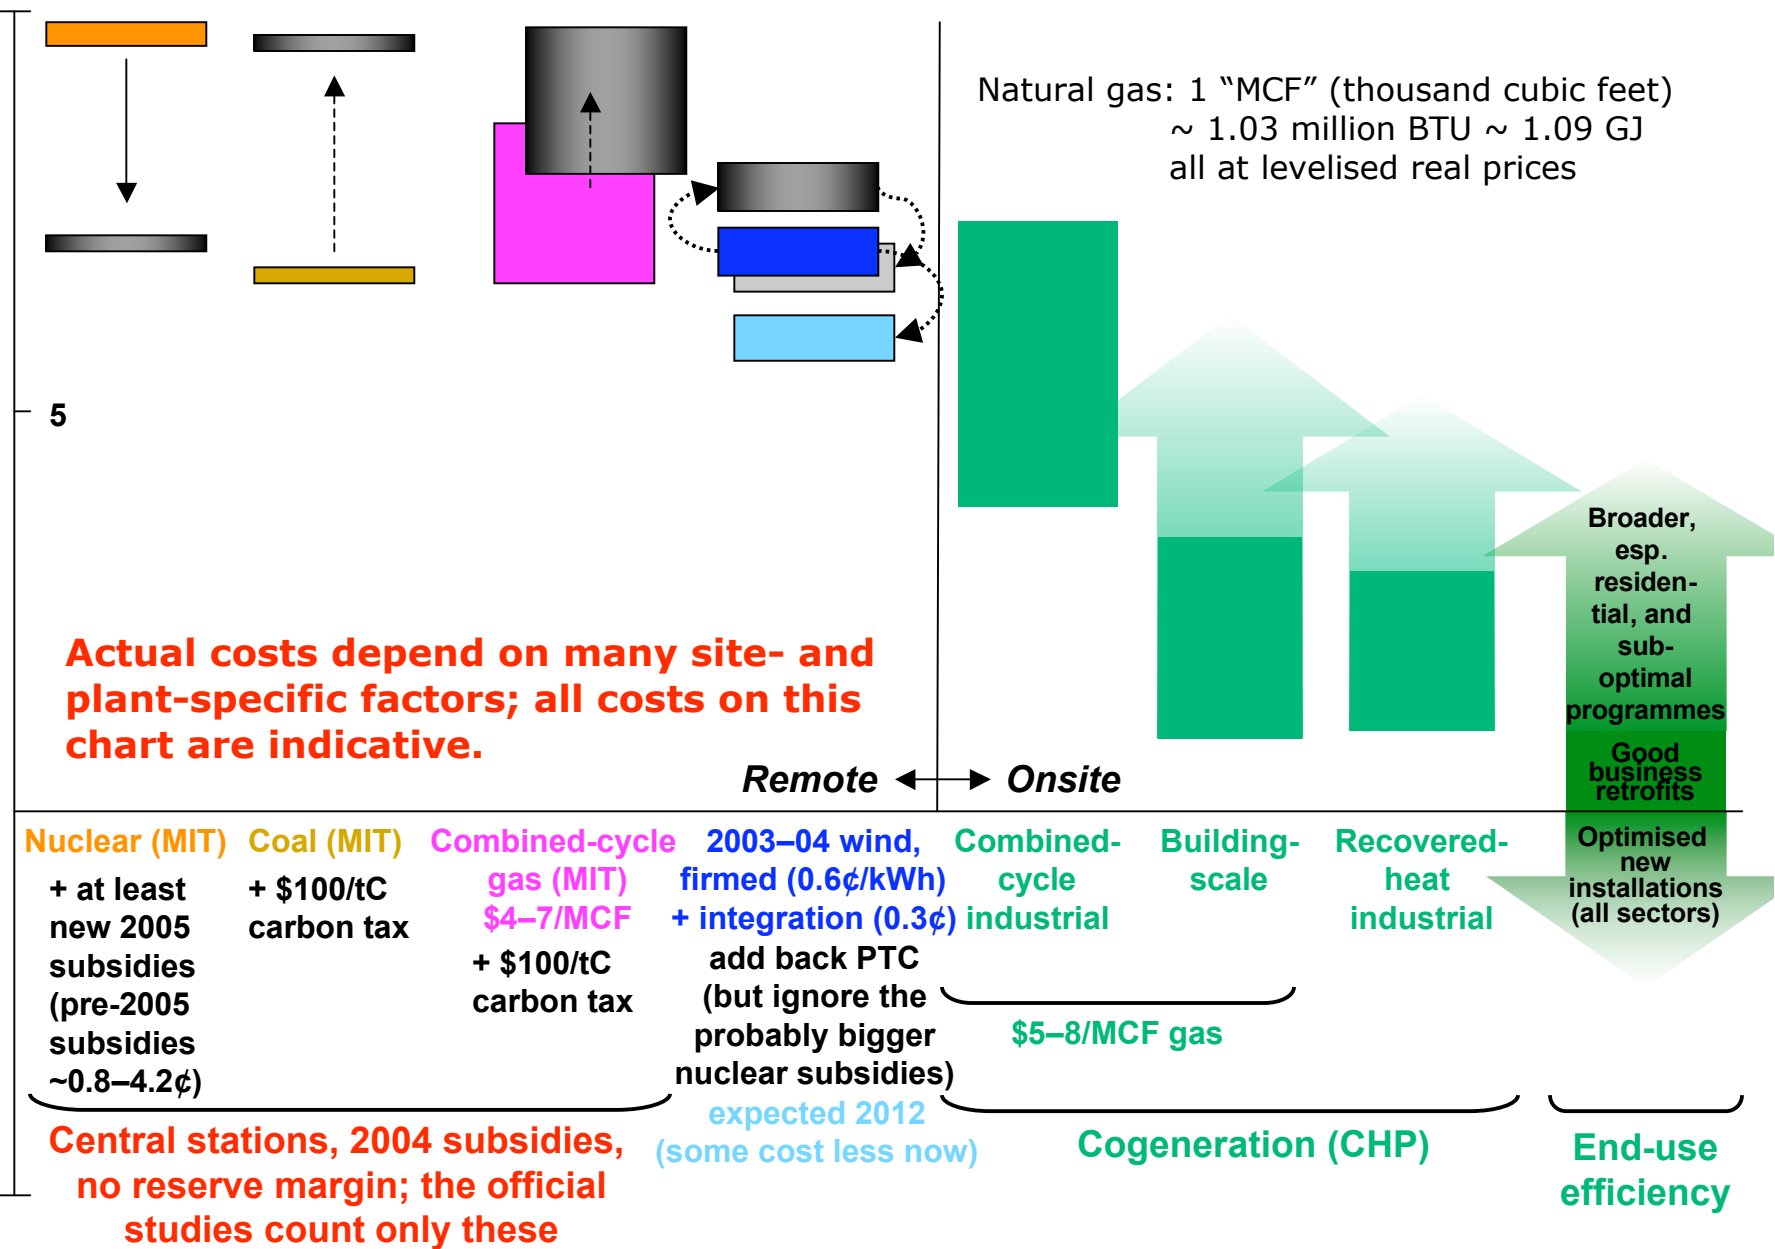 Natural gas: 1 “MCF” (thousand cubic feet)
~ 1.03 million BTU ~ 1.09 GJ
all at levelised real prices
5
Actual costs depend on many site- and
plant-specific factors; all costs on this
chart are indicative.
Remote
Onsite
Broader,
esp.
residen-
tial, and
sub-
optimal
programmes
Good
business
retrofits
Optimised
new
installations
(all sectors)
Nuclear (MIT)
+ at least
new 2005
subsidies
(pre-2005
subsidies
~0.8–4.2¢)
Coal (MIT)
+ $100/tC
carbon tax
Combined-cycle
gas (MIT)
$4–7/MCF
+ $100/tC
carbon tax
2003–04 wind,
firmed (0.6¢/kWh)
+ integration (0.3¢)
add back PTC
(but ignore the
probably bigger
nuclear subsidies)
expected 2012
(some cost less now)
Combined-
cycle
industrial
Building-
scale
Recovered-
heat
industrial
$5–8/MCF gas
Central stations, 2004 subsidies,
no reserve margin; the official
studies count only these
Cogeneration (CHP)
End-use
efficiency